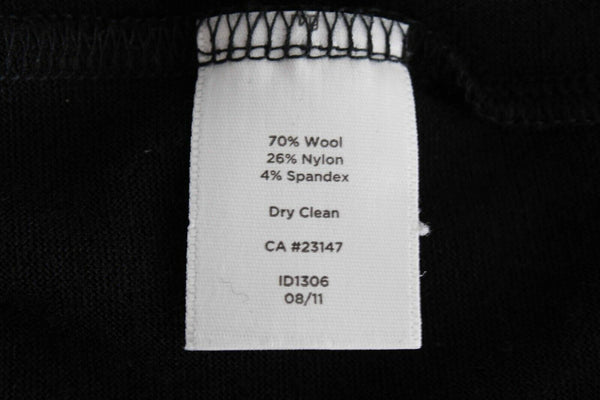 70% Wool
26% Nylon
4% Spandex
Dry Clean
CA #23147
ID1306
08/11